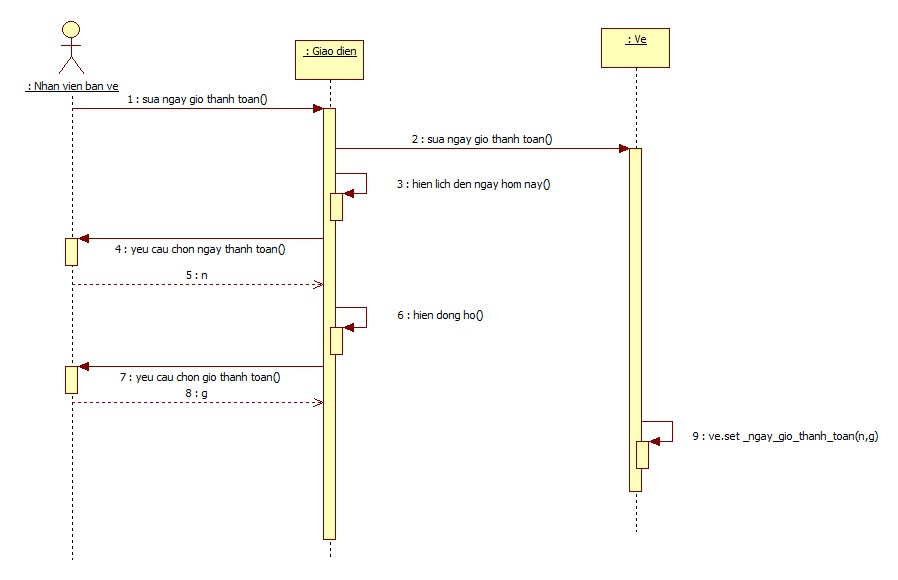 : Nhan vien ban ve
: Giao dien
: Ve
1 : sua ngay gio thanh toan()
2 : sua ngay gio thanh toan()
3 : hien lich den ngay hom nay()
4 : yeu cau chon ngay thanh toan()
5 : n
6 : hien dong ho()
7 : yeu cau chon gio thanh toan()
8 : g
9 : ve.set _ngay_gio_thanh_toan(n,g)